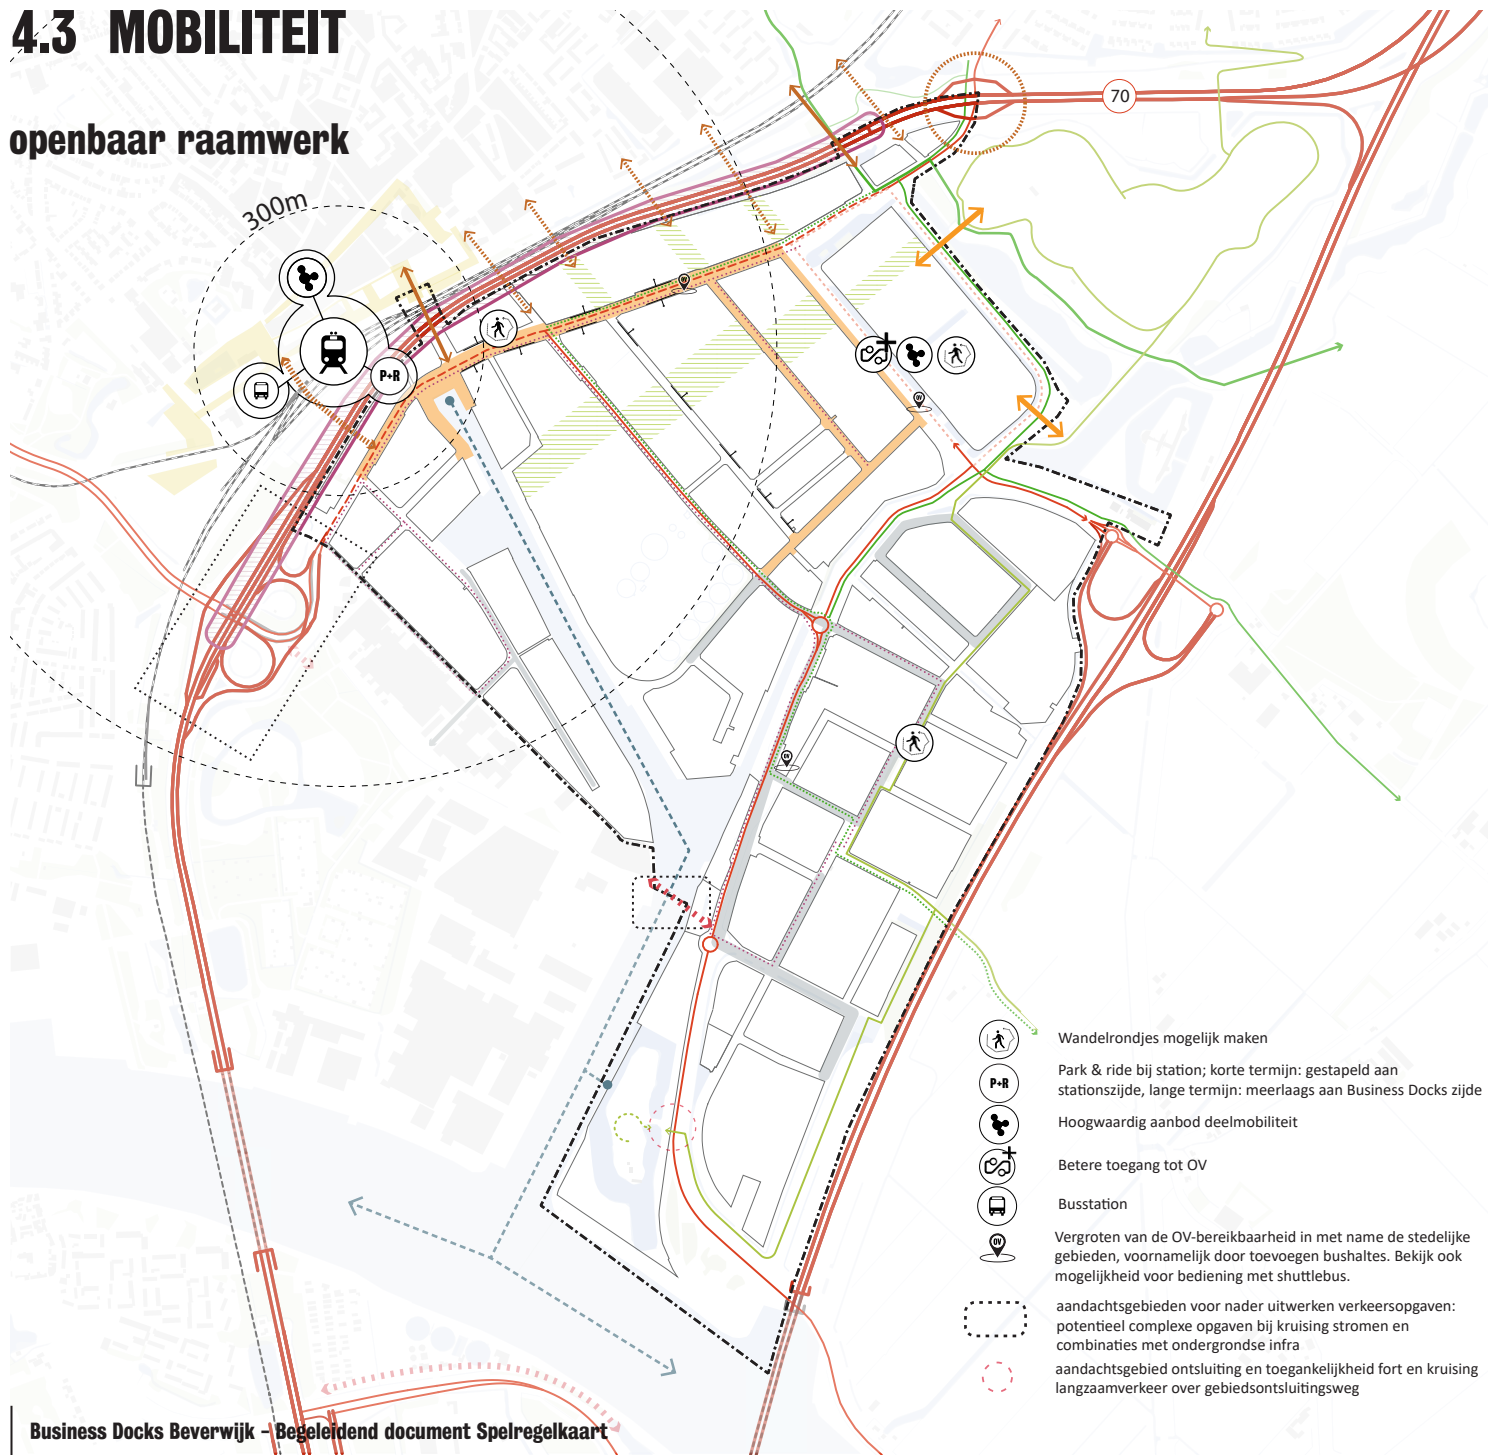 4.3 MOBILITEIT
openbaar raamwerk
300m
70
P+R
OV
OV
OV
Wandelrondjes mogelijk maken
P+R
Park & ride bij station; korte termijn: gestapeld aan
stationszijde, lange termijn: meerlaags aan Business Docks zijde
Hoogwaardig aanbod deelmobiliteit
Betere toegang tot OV
Busstation
OV
Vergroten van de OV-bereikbaarheid in met name de stedelijke
gebieden, voornamelijk door toevoegen bushaltes. Bekijk ook
mogelijkheid voor bediening met shuttlebus.
aandachtsgebieden voor nader uitwerken verkeersopgaven:
potentieel complexe opgaven bij kruising stromen en
combinaties met ondergrondse infra
aandachtsgebied ontsluiting en toegankelijkheid fort en kruising
langzaamverkeer over gebiedsontsluitingsweg
Business Docks Beverwijk - Begeleidend document Spelregelkaart